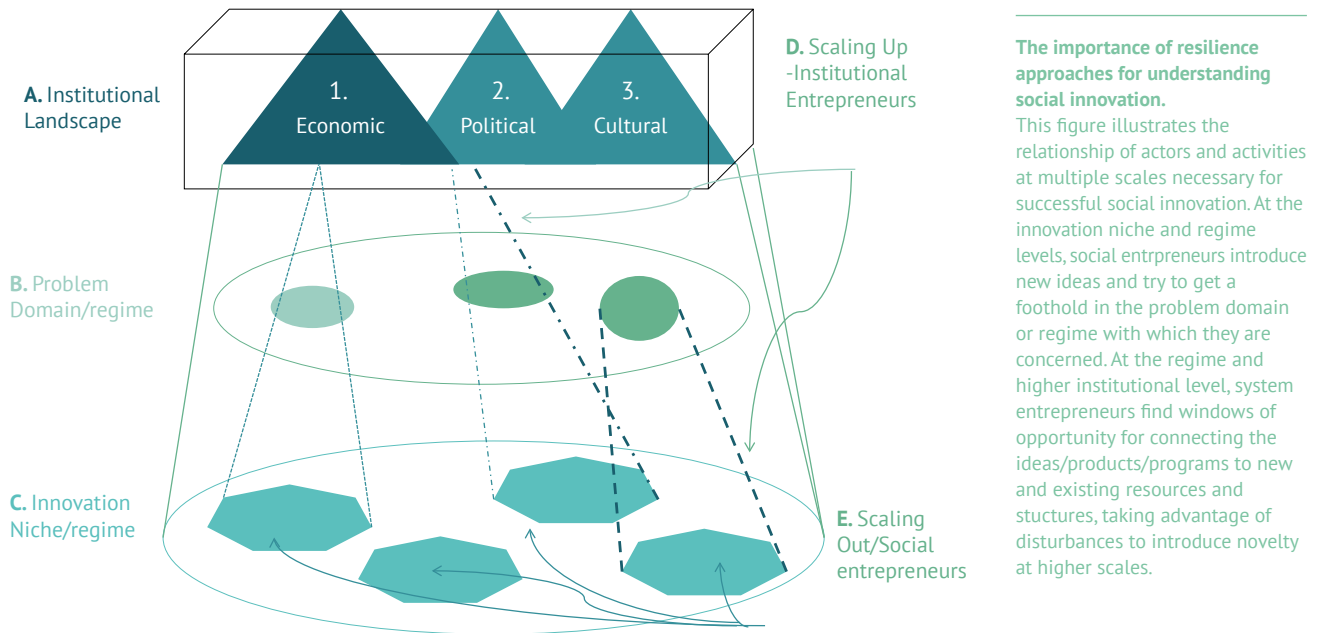 A. Institutional
Landscape
1.
Economic
2.
Political
3.
Cultural
D. Scaling Up
-Institutional
Entrepreneurs
B. Problem
Domain/regime
C. Innovation
Niche/regime
E. Scaling
Out/Social
entrepreneurs
The importance of resilience
approaches for understanding
social innovation.
This figure illustrates the
relationship of actors and activities
at multiple scales necessary for
successful social innovation. At the
innovation niche and regime
levels, social entrpreneurs introduce
new ideas and try to get a
foothold in the problem domain
or regime with which they are
concerned. At the regime and
higher institutional level, system
entrepreneurs find windows of
opportunity for connecting the
ideas/products/programs to new
and existing resources and
stuctures, taking advantage of
disturbances to introduce novelty
at higher scales.